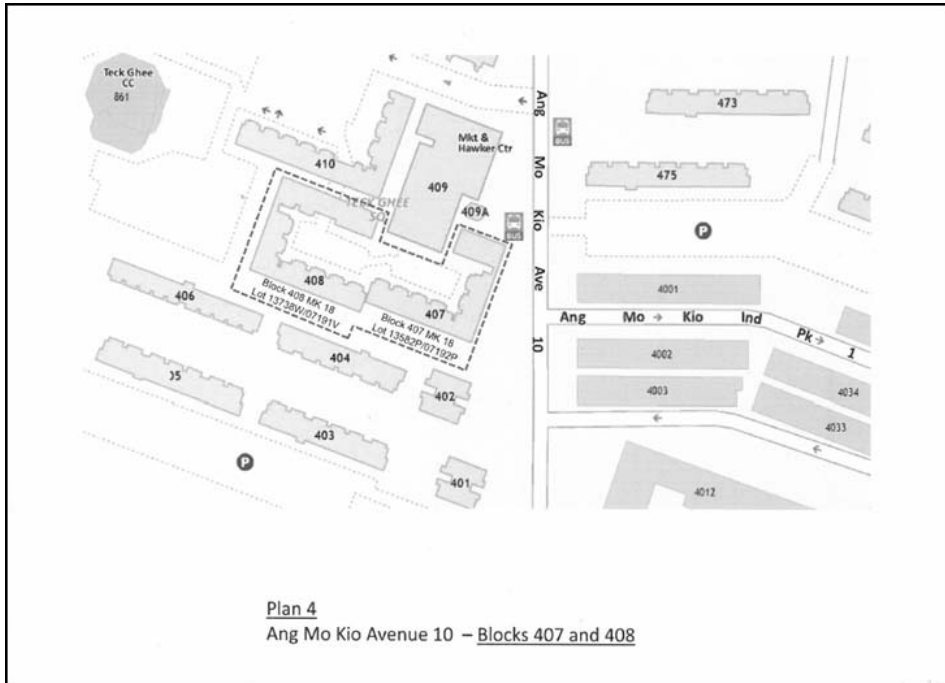 Teck Ghee
CC
861
473
Mkt &
Hawker Ctr
410
409
475
TECK GHEE
SQ
409A
BUS
BUS
P
Ang Mo Kio Ave 10
408
407
406
Block 408 MK 18
Lot 13738W/07191V
Block 407 MK 18
Lot 13582P/07192P
4001
Ang Mo Kio Ind Pk 1
4002
4003
4034
4033
404
402
05
403
P
401
4012
Plan 4
Ang Mo Kio Avenue 10 – Blocks 407 and 408